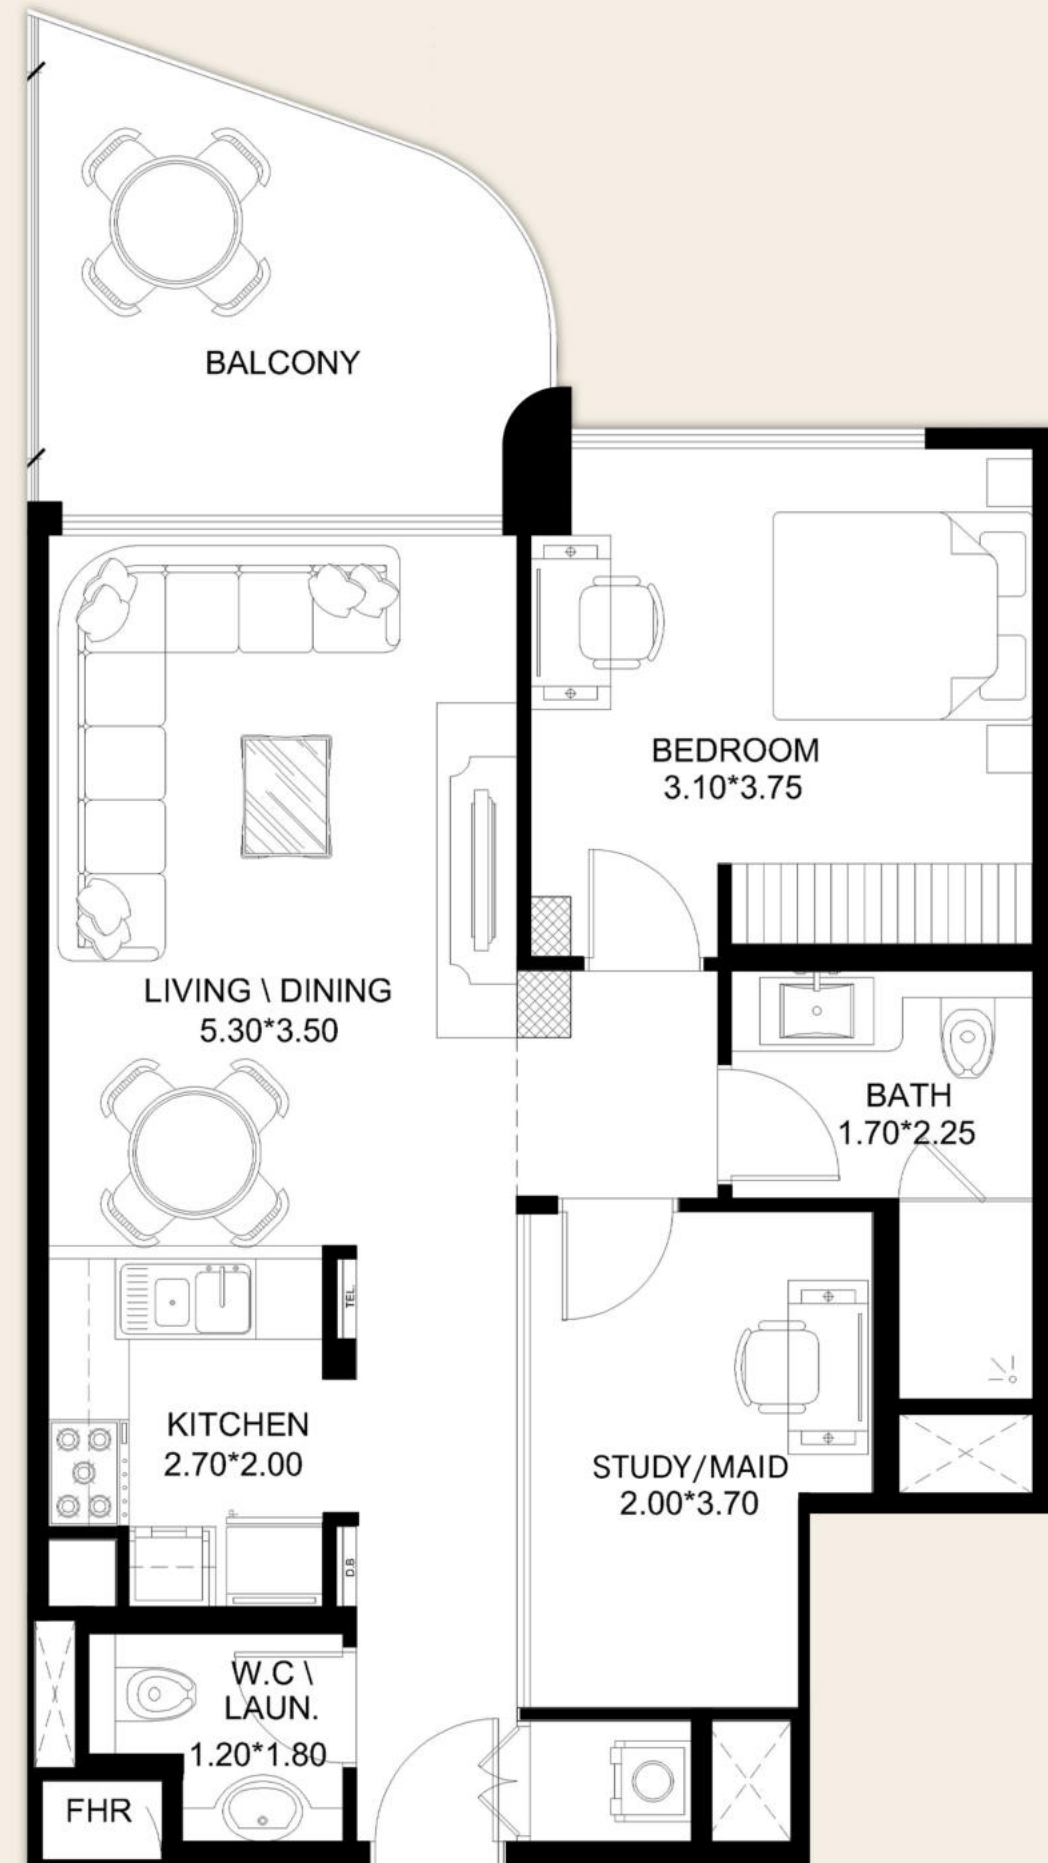 BALCONY
BEDROOM
3.10*3.75
LIVING \ DINING
5.30*3.50
BATH
1.70*2.25
TEL.
KITCHEN
2.70*2.00
STUDY/MAID
2.00*3.70
D.B
W.C \
LAUN.
1.20*1.80
FHR